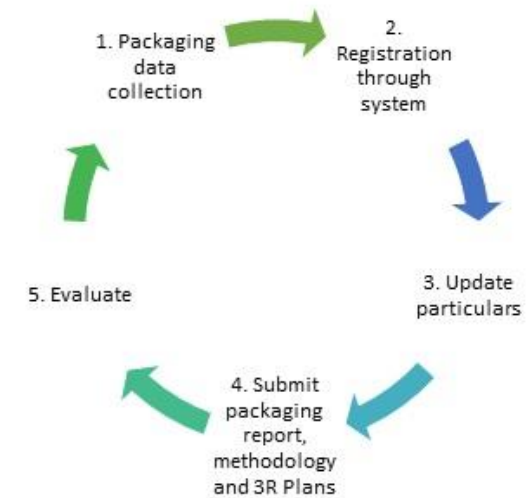 1. Packaging
data
collection
2.
Registration
through
system
3. Update
particulars
4. Submit
packaging
report,
methodology
and 3R Plans
5. Evaluate